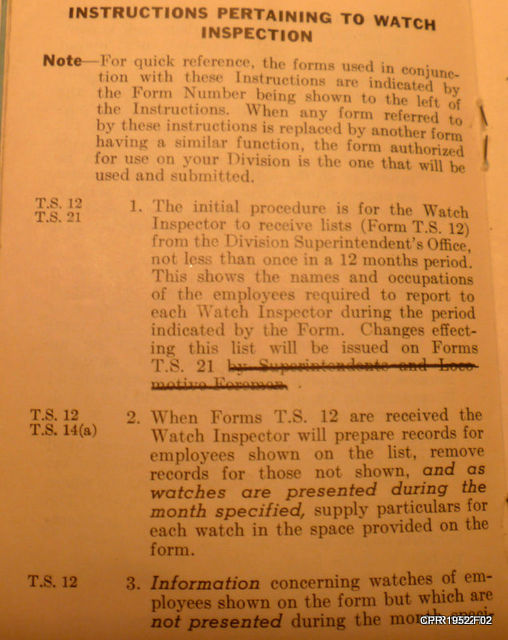 INSTRUCTIONS PERTAINING TO WATCH
INSPECTION
Note—For quick reference, the forms used in conjunc-
tion with these Instructions are indicated by
the Form Number being shown to the left of
the Instructions. When any form referred to
by these instructions is replaced by another form
having a similar function, the form authorized
for use on your Division is the one that will be
used and submitted.
T.S. 12
T.S. 21
1. The initial procedure is for the Watch
Inspector to receive lists (Form T.S. 12)
from the Division Superintendent's Office,
not less than once in a 12 months period.
This shows the names and occupations
of the employees required to report to
each Watch Inspector during the period
indicated by the Form. Changes effect-
ing this list will be issued on Forms
T.S. 21 by Superintendents and Loco-
motive Foreman.
T.S. 12
T.S. 14(a)
2. When Forms T.S. 12 are received the
Watch Inspector will prepare records for
employees shown on the list, remove
records for those not shown, and as
watches are presented during the
month specified, supply particulars for
each watch in the space provided on the
form.
T.S. 12
3. Information concerning watches of em-
ployees shown on the form but which are
not presented during the month speci-
CPR1952F02